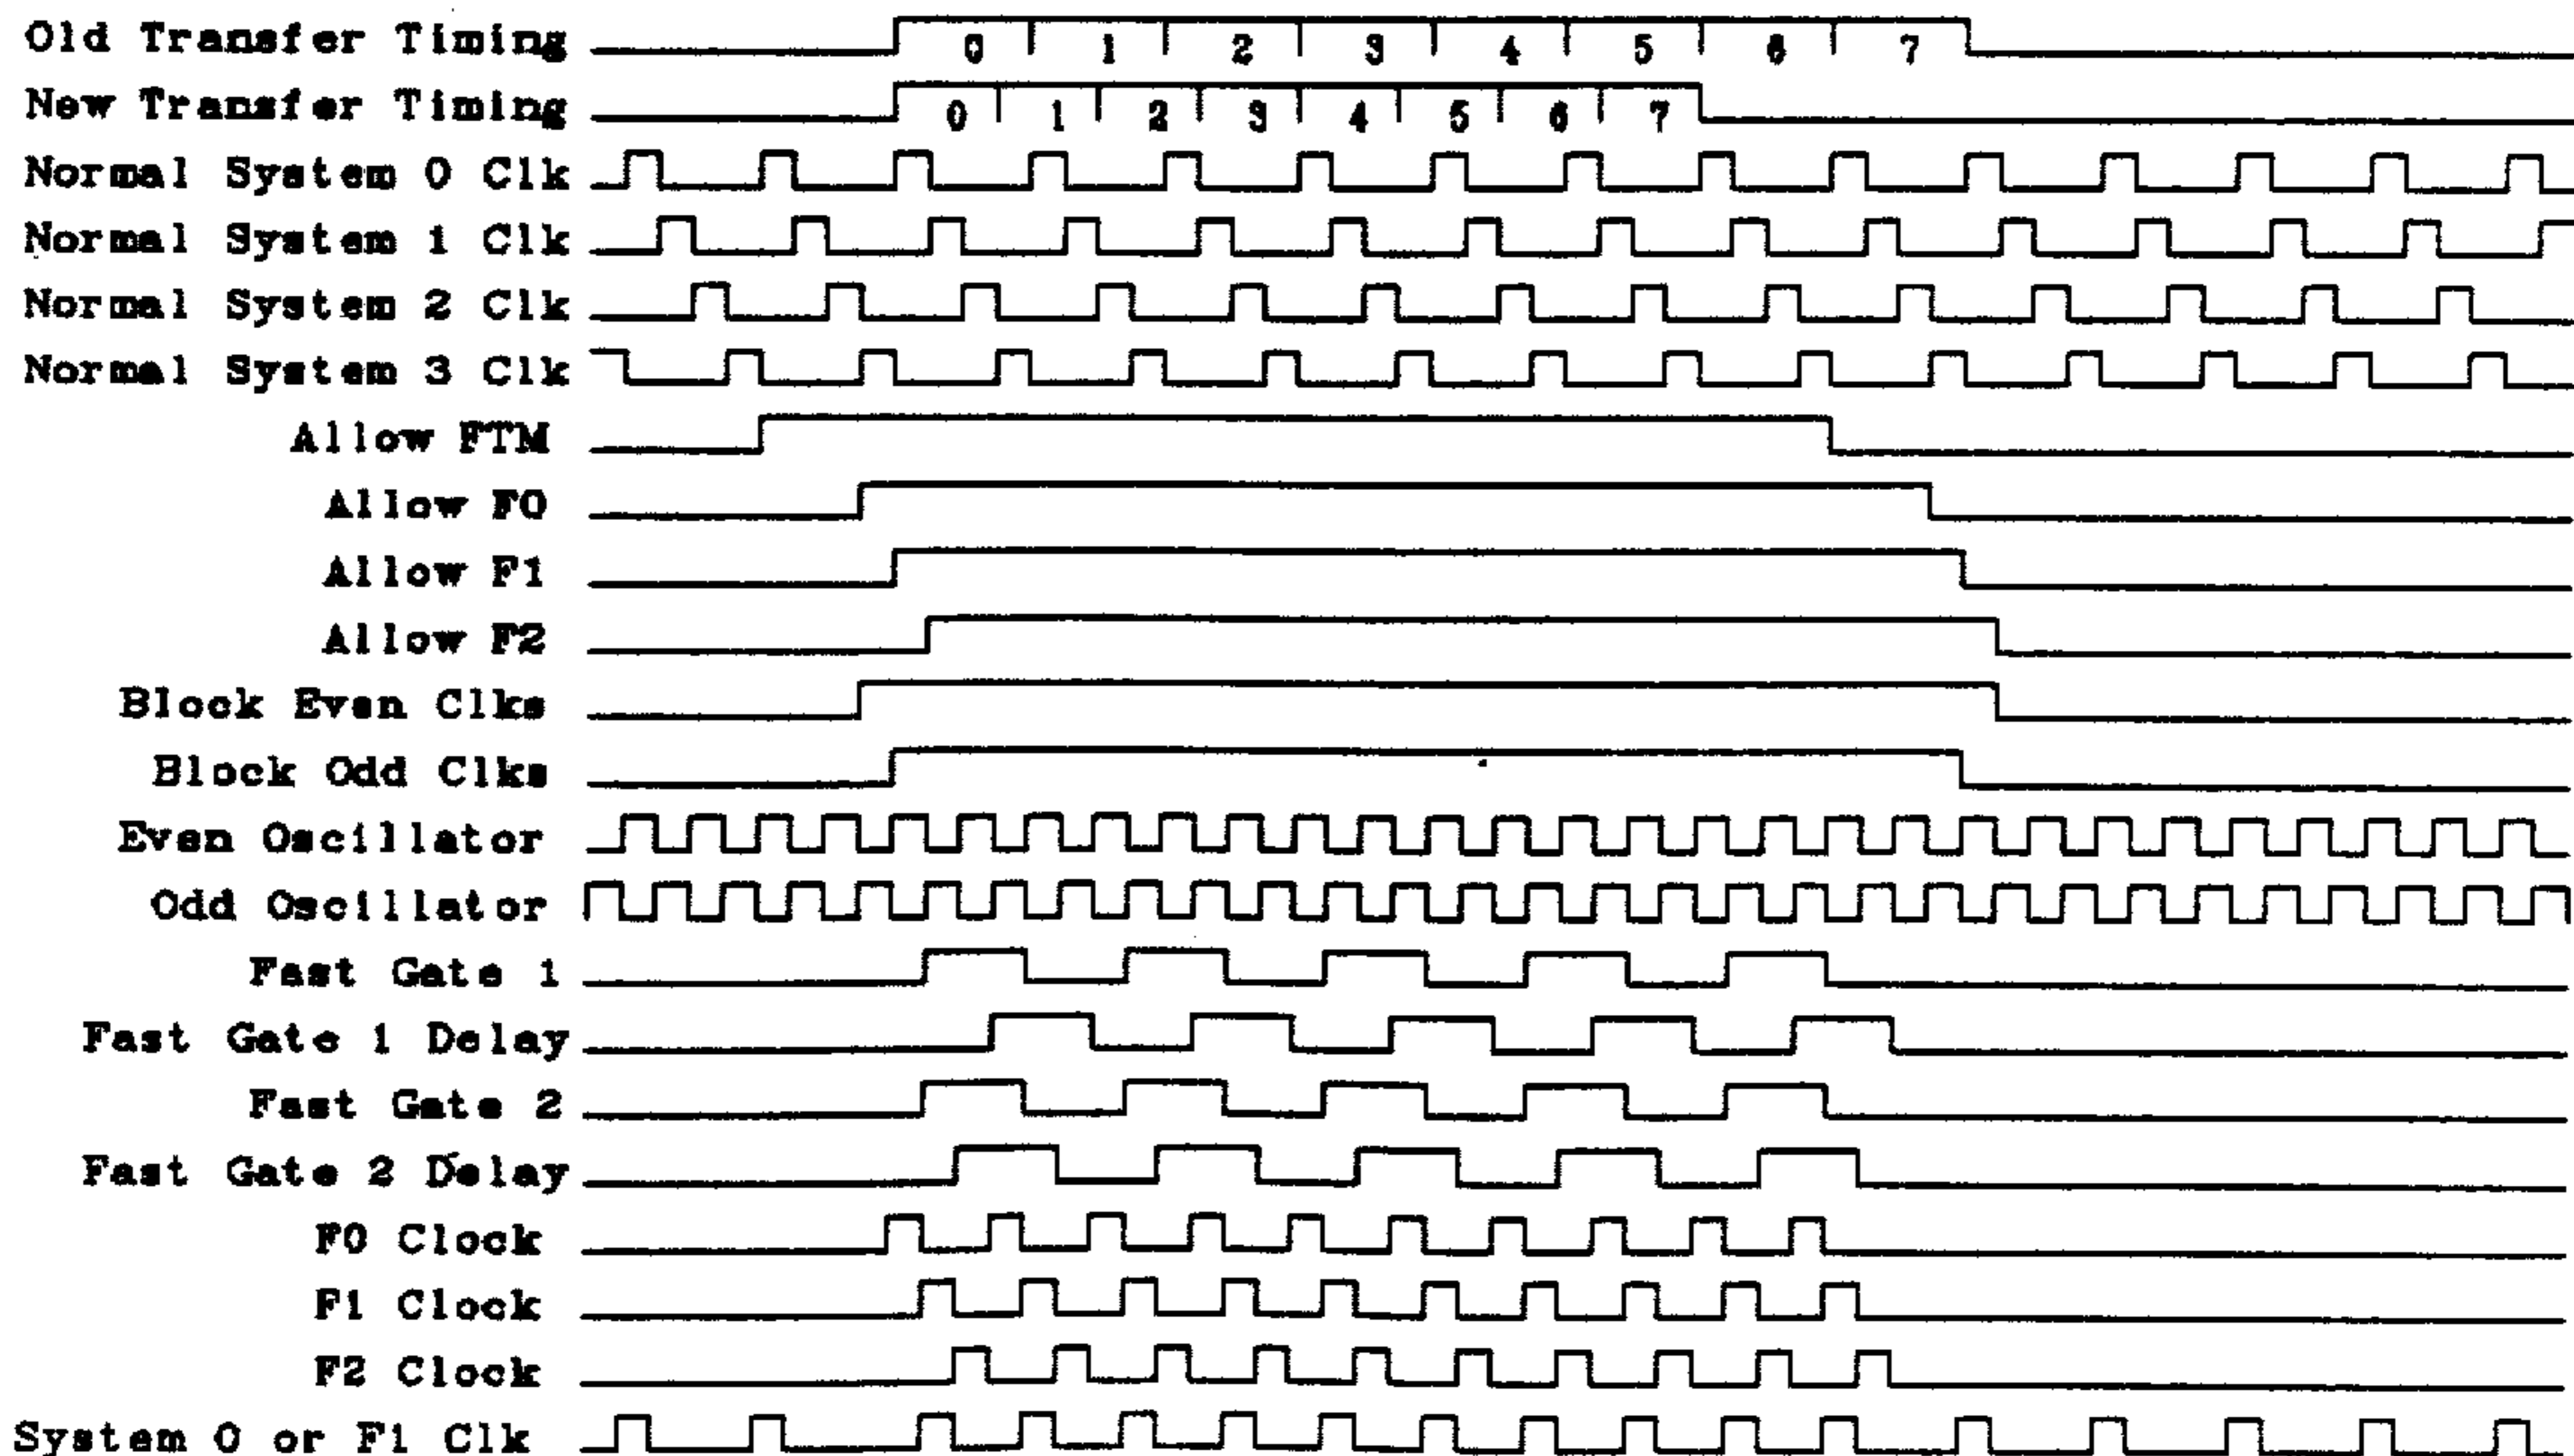 Old Transfer Timing 0 1 2 3 4 5 6 7
New Transfer Timing 0 1 2 3 4 5 6 7
Normal System 0 Clk
Normal System 1 Clk
Normal System 2 Clk
Normal System 3 Clk
Allow FTM
Allow F0
Allow F1
Allow F2
Block Even Clks
Block Odd Clks
Even Oscillator
Odd Oscillator
Fast Gate 1
Fast Gate 1 Delay
Fast Gate 2
Fast Gate 2 Delay
F0 Clock
F1 Clock
F2 Clock
System 0 or F1 Clk